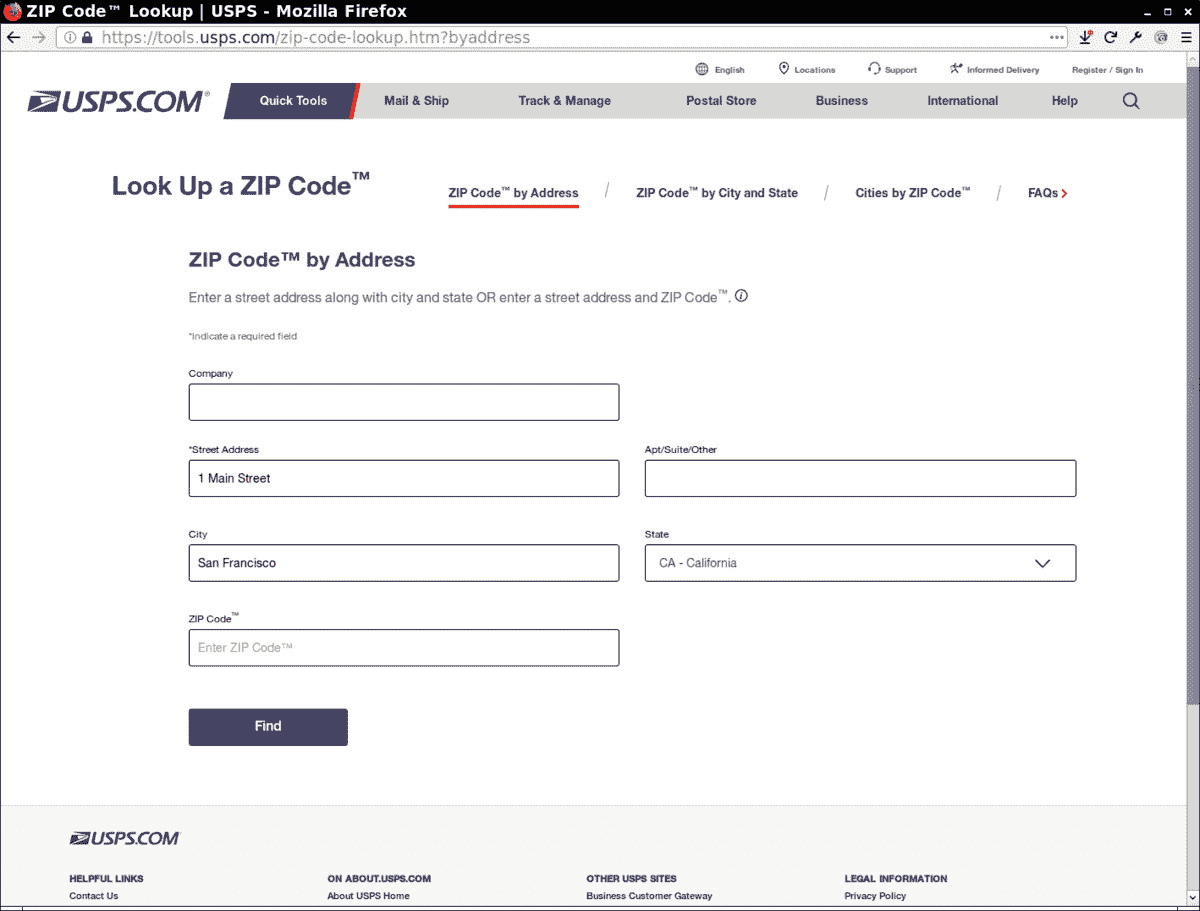 ZIP Code™ Lookup | USPS - Mozilla Firefox
https://tools.usps.com/zip-code-lookup.htm?byaddress
English Locations Support Informed Delivery Register / Sign In
USPS.COM® Quick Tools Mail & Ship Track & Manage Postal Store Business International Help
Look Up a ZIP Code™
ZIP Code™ by Address / ZIP Code™ by City and State / Cities by ZIP Code™ / FAQs
ZIP Code™ by Address
Enter a street address along with city and state OR enter a street address and ZIP Code™.
*Indicate a required field
Company
*Street Address Apt/Suite/Other
1 Main Street
City State
San Francisco CA - California
ZIP Code™
Enter ZIP Code™
Find
USPS.COM
HELPFUL LINKS ON ABOUT.USPS.COM OTHER USPS SITES LEGAL INFORMATION
Contact Us About USPS Home Business Customer Gateway Privacy Policy